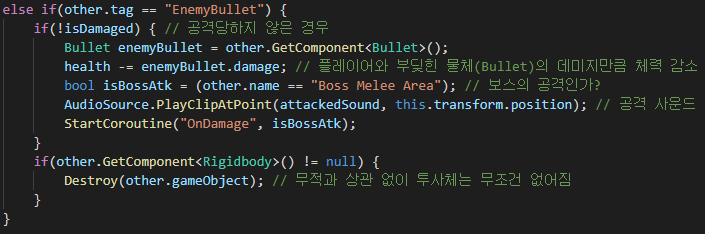 else if(other.tag == "EnemyBullet") {
if(!isDamaged) { // 공격당하지 않은 경우
Bullet enemyBullet = other.GetComponent<Bullet>();
health -= enemyBullet.damage; // 플레이어와 부딪힌 물체(Bullet)의 데미지만큼 체력 감소
bool isBossAtk = (other.name == "Boss Melee Area"); // 보스의 공격인가?
AudioSource.PlayClipAtPoint(attackedSound, this.transform.position); // 공격 사운드
StartCoroutine("OnDamage", isBossAtk);
}
if(other.GetComponent<Rigidbody>() != null) {
Destroy(other.gameObject); // 무적과 상관 없이 투사체는 무조건 없어짐
}
}